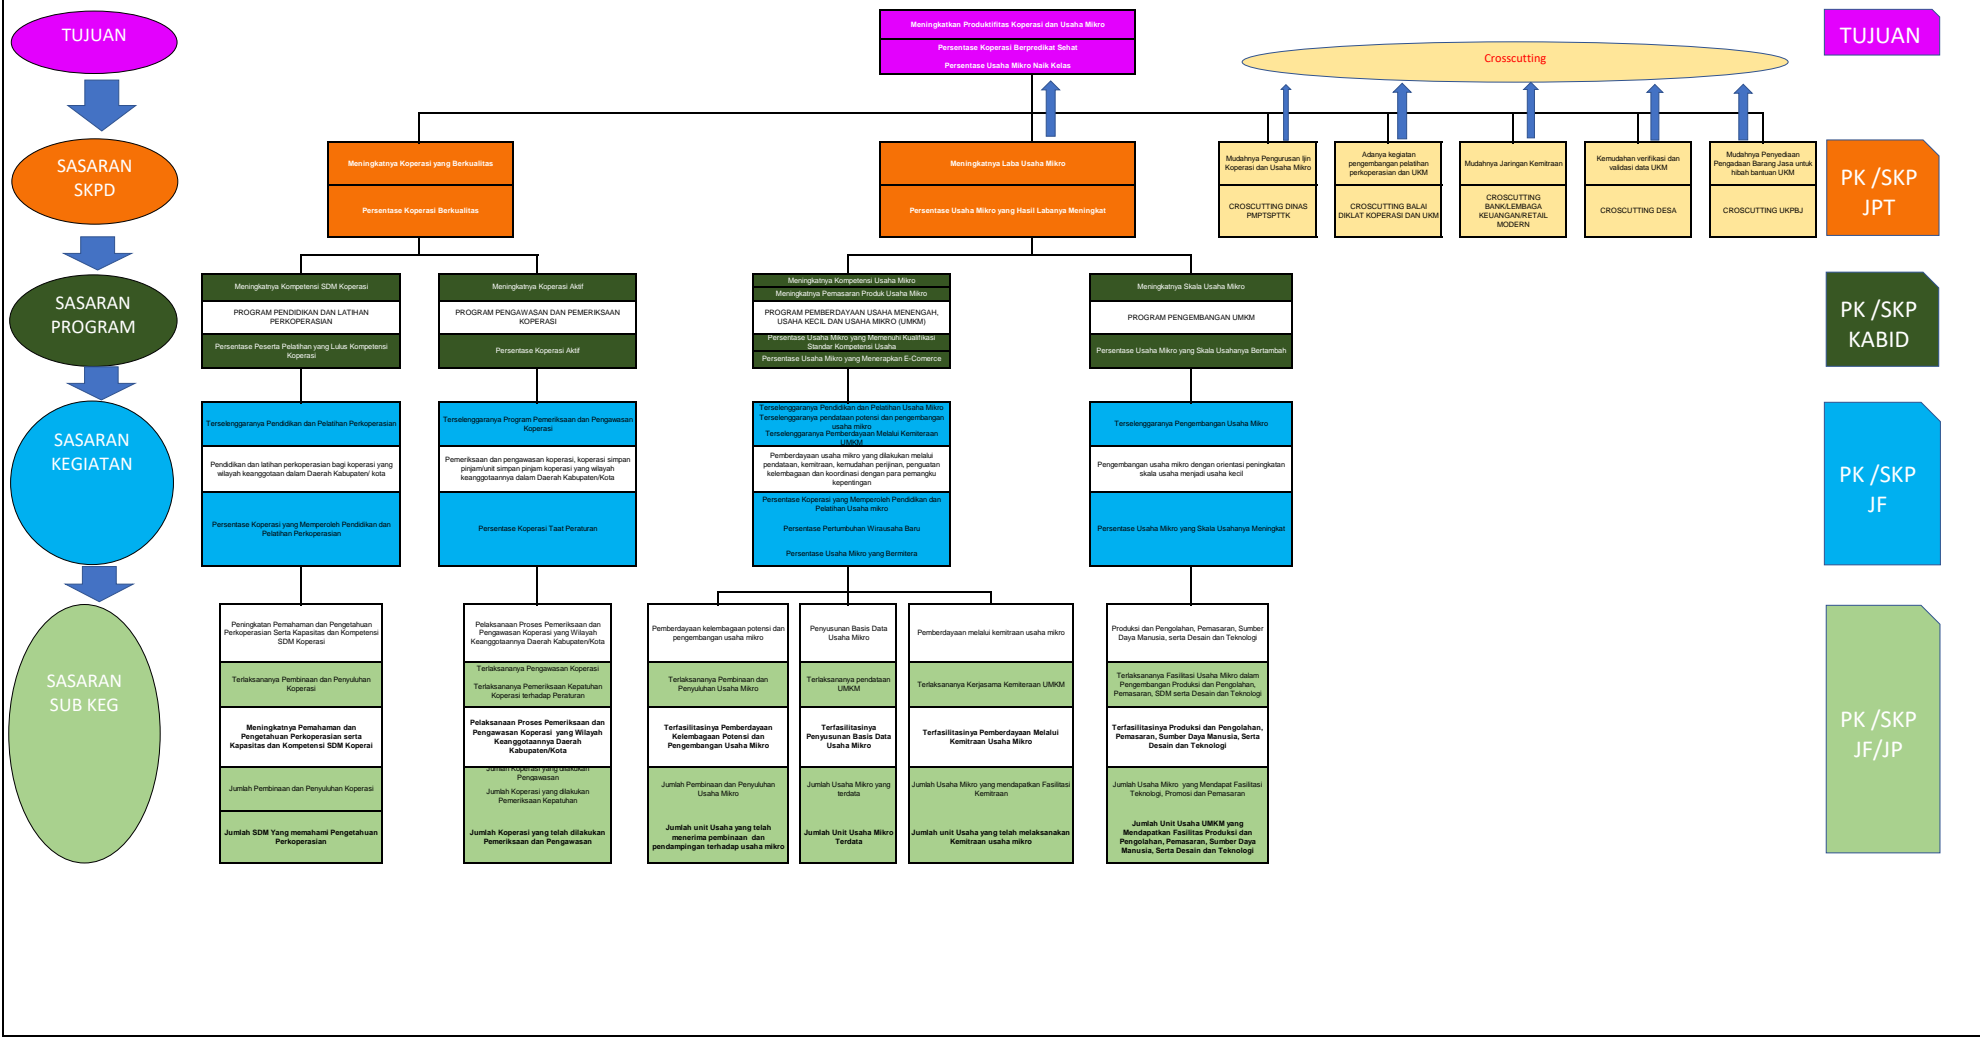 TUJUAN
Meningkatkan Produktifitas Koperasi dan Usaha Mikro
Persentase Koperasi Berpredikat Sehat
Persentase Usaha Mikro Naik Kelas
Crosscutting
TUJUAN
SASARAN
SKPD
Meningkatnya Koperasi yang Berkualitas
Persentase Koperasi Berkualitas
Meningkatnya Laba Usaha Mikro
Persentase Usaha Mikro yang Hasil Labanya Meningkat
Mudahnya Pengurusan Ijin
Koperasi dan Usaha Mikro
CROSCUTTING DINAS
PMPTSPTTK
Adanya kegiatan
pengembangan pelatihan
perkoperasian dan UKM
CROSCUTTING BALAI
DIKLAT KOPERASI DAN UKM
Mudahnya Jaringan Kemitraan
CROSCUTTING
BANK/LEMBAGA
KEUANGAN/RETAIL
MODERN
Kemudahan verifikasi dan
validasi data UKM
CROSCUTTING DESA
Mudahnya Penyediaan
Pengadaan Barang Jasa untuk
hibah bantuan UKM
CROSCUTTING UKPBJ
PK /SKP
JPT
SASARAN
PROGRAM
Meningkatnya Kompetensi SDM Koperasi
PROGRAM PENDIDIKAN DAN LATIHAN
PERKOPERASIAN
Persentase Peserta Pelatihan yang Lulus Kompetensi
Koperasi
Meningkatnya Koperasi Aktif
PROGRAM PENGAWASAN DAN PEMERIKSAAN
KOPERASI
Persentase Koperasi Aktif
Meningkatnya Kompetensi Usaha Mikro
Meningkatnya Pemasaran Produk Usaha Mikro
PROGRAM PEMBERDAYAAN USAHA MENENGAH,
USAHA KECIL DAN USAHA MIKRO (UMKM)
Persentase Usaha Mikro yang Memenuhi Kualifikasi
Standar Kompetensi Usaha
Persentase Usaha Mikro yang Menerapkan E-Comerce
Meningkatnya Skala Usaha Mikro
PROGRAM PENGEMBANGAN UMKM
Persentase Usaha Mikro yang Skala Usahanya Bertambah
PK /SKP
KABID
SASARAN
KEGIATAN
Terselenggaranya Pendidikan dan Pelatihan Perkoperasian
Pendidikan dan latihan perkoperasian bagi koperasi yang
wilayah keanggotaan dalam Daerah Kabupaten/ kota
Persentase Koperasi yang Memperoleh Pendidikan dan
Pelatihan Perkoperasian
Terselenggaranya Program Pemeriksaan dan Pengawasan
Koperasi
Pemeriksaan dan pengawasan koperasi, koperasi simpan
pinjam/unit simpan pinjam koperasi yang wilayah
keanggotaannya dalam Daerah Kabupaten/Kota
Persentase Koperasi Taat Peraturan
Terselenggaranya Pendidikan dan Pelatihan Usaha Mikro
Terselenggaranya pendataan potensi dan pengembangan
usaha mikro
Terselenggaranya Pemberdayaan Melalui Kemiteraan
UMKM
Pemberdayaan usaha mikro yang dilakukan melalui
pendataan, kemitraan, kemudahan perijinan, penguatan
kelembagaan dan koordinasi dengan para pemangku
kepentingan
Persentase Koperasi yang Memperoleh Pendidikan dan
Pelatihan Usaha mikro
Persentase Pertumbuhan Wirausaha Baru
Persentase Usaha Mikro yang Bermitera
Terselenggaranya Pengembangan Usaha Mikro
Pengembangan usaha mikro dengan orientasi peningkatan
skala usaha menjadi usaha kecil
Persentase Usaha Mikro yang Skala Usahanya Meningkat
PK /SKP
JF
SASARAN
SUB KEG
Peningkatan Pemahaman dan Pengetahuan
Perkoperasian Serta Kapasitas dan Kompetensi
SDM Koperasi
Terlaksananya Pembinaan dan Penyuluhan
Koperasi
Meningkatnya Pemahaman dan
Pengetahuan Perkoperasian serta
Kapasitas dan Kompetensi SDM Koperai
Jumlah Pembinaan dan Penyuluhan Koperasi
Jumlah SDM Yang memahami Pengetahuan
Perkoperasian
Pelaksanaan Proses Pemeriksaan dan
Pengawasan Koperasi yang Wilayah
Keanggotaannya Daerah Kabupaten/Kota
Terlaksananya Pengawasan Koperasi
Terlaksananya Pemeriksaan Kepatuhan
Koperasi terhadap Peraturan
Pelaksanaan Proses Pemeriksaan dan
Pengawasan Koperasi yang Wilayah
Keanggotaannya Daerah
Kabupaten/Kota
Jumlah Koperasi yang dilakukan
Pengawasan
Jumlah Koperasi yang dilakukan
Pemeriksaan Kepatuhan
Jumlah Koperasi yang telah dilakukan
Pemeriksaan dan Pengawasan
Pemberdayaan kelembagaan potensi dan
pengembangan usaha mikro
Terlaksananya Pembinaan dan
Penyuluhan Usaha Mikro
Terfasilitasinya Pemberdayaan
Kelembagaan Potensi dan
Pengembangan Usaha Mikro
Jumlah Pembinaan dan Penyuluhan
Usaha Mikro
Jumlah unit Usaha yang telah
menerima pembinaan dan
pendampingan terhadap usaha mikro
Penyusunan Basis Data
Usaha Mikro
Terlaksananya pendataan
UMKM
Terfasilitasinya
Penyusunan Basis Data
Usaha Mikro
Jumlah Usaha Mikro yang
terdata
Jumlah Unit Usaha Mikro
Terdata
Pemberdayaan melalui kemitraan usaha mikro
Terlaksananya Kerjasama Kemiteraan UMKM
Terfasilitasinya Pemberdayaan Melalui
Kemitraan Usaha Mikro
Jumlah Usaha Mikro yang mendapatkan Fasilitasi
Kemitraan
Jumlah unit Usaha yang telah melaksanakan
Kemitraan usaha mikro
Produksi dan Pengolahan, Pemasaran, Sumber
Daya Manusia, serta Desain dan Teknologi
Terlaksananya Fasilitasi Usaha Mikro dalam
Pengembangan Produksi dan Pengolahan,
Pemasaran, SDM serta Desain dan Teknologi
Terfasilitasinya Produksi dan Pengolahan,
Pemasaran, Sumber Daya Manusia, Serta
Desain dan Teknologi
Jumlah Usaha Mikro yang Mendapat Fasilitasi
Teknologi, Promosi dan Pemasaran
Jumlah Unit Usaha UMKM yang
Mendapatkan Fasilitas Produksi dan
Pengolahan, Pemasaran, Sumber Daya
Manusia, Serta Desain dan Teknologi
PK /SKP
JF/JP